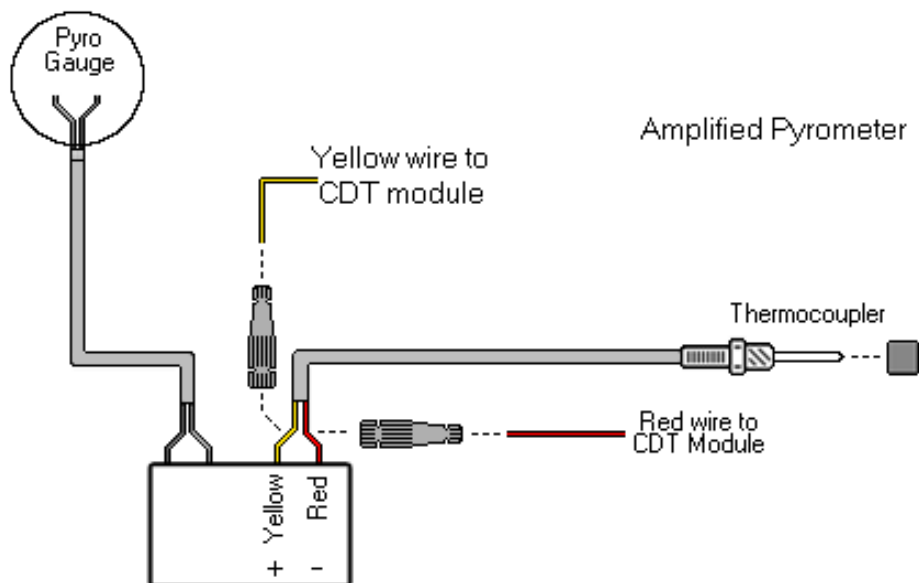 Pyro
Gauge
Amplified Pyrometer
Yellow wire to
CDT module
Thermocoupler
Red wire to
CDT Module
Yellow
Red
+
-